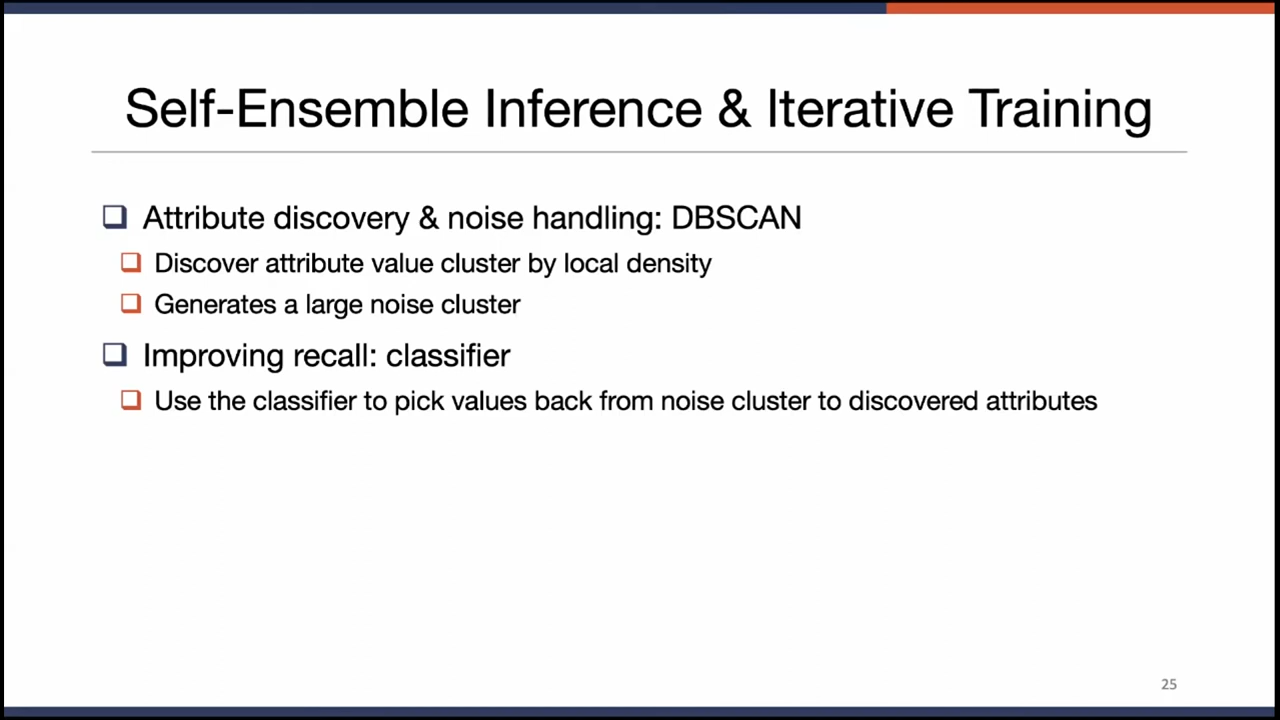 Self-Ensemble Inference & Iterative Training
Attribute discovery & noise handling: DBSCAN
Discover attribute value cluster by local density
Generates a large noise cluster
Improving recall: classifier
Use the classifier to pick values back from noise cluster to discovered attributes
25